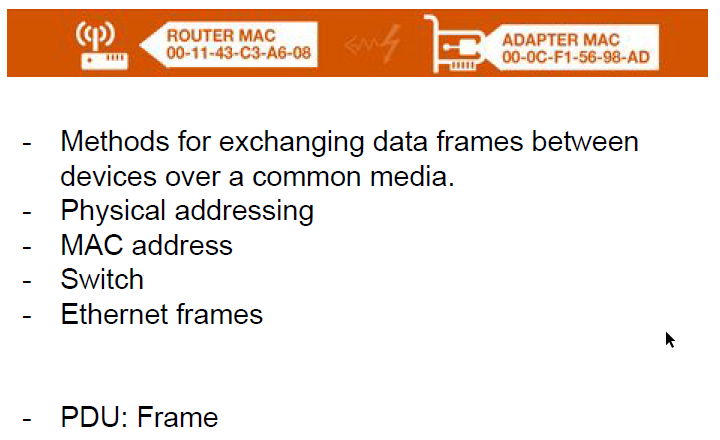 ROUTER MAC
00-11-43-C3-A6-08
ADAPTER MAC
00-0C-F1-56-98-AD
- Methods for exchanging data frames between
devices over a common media.
- Physical addressing
- MAC address
- Switch
- Ethernet frames
- PDU: Frame